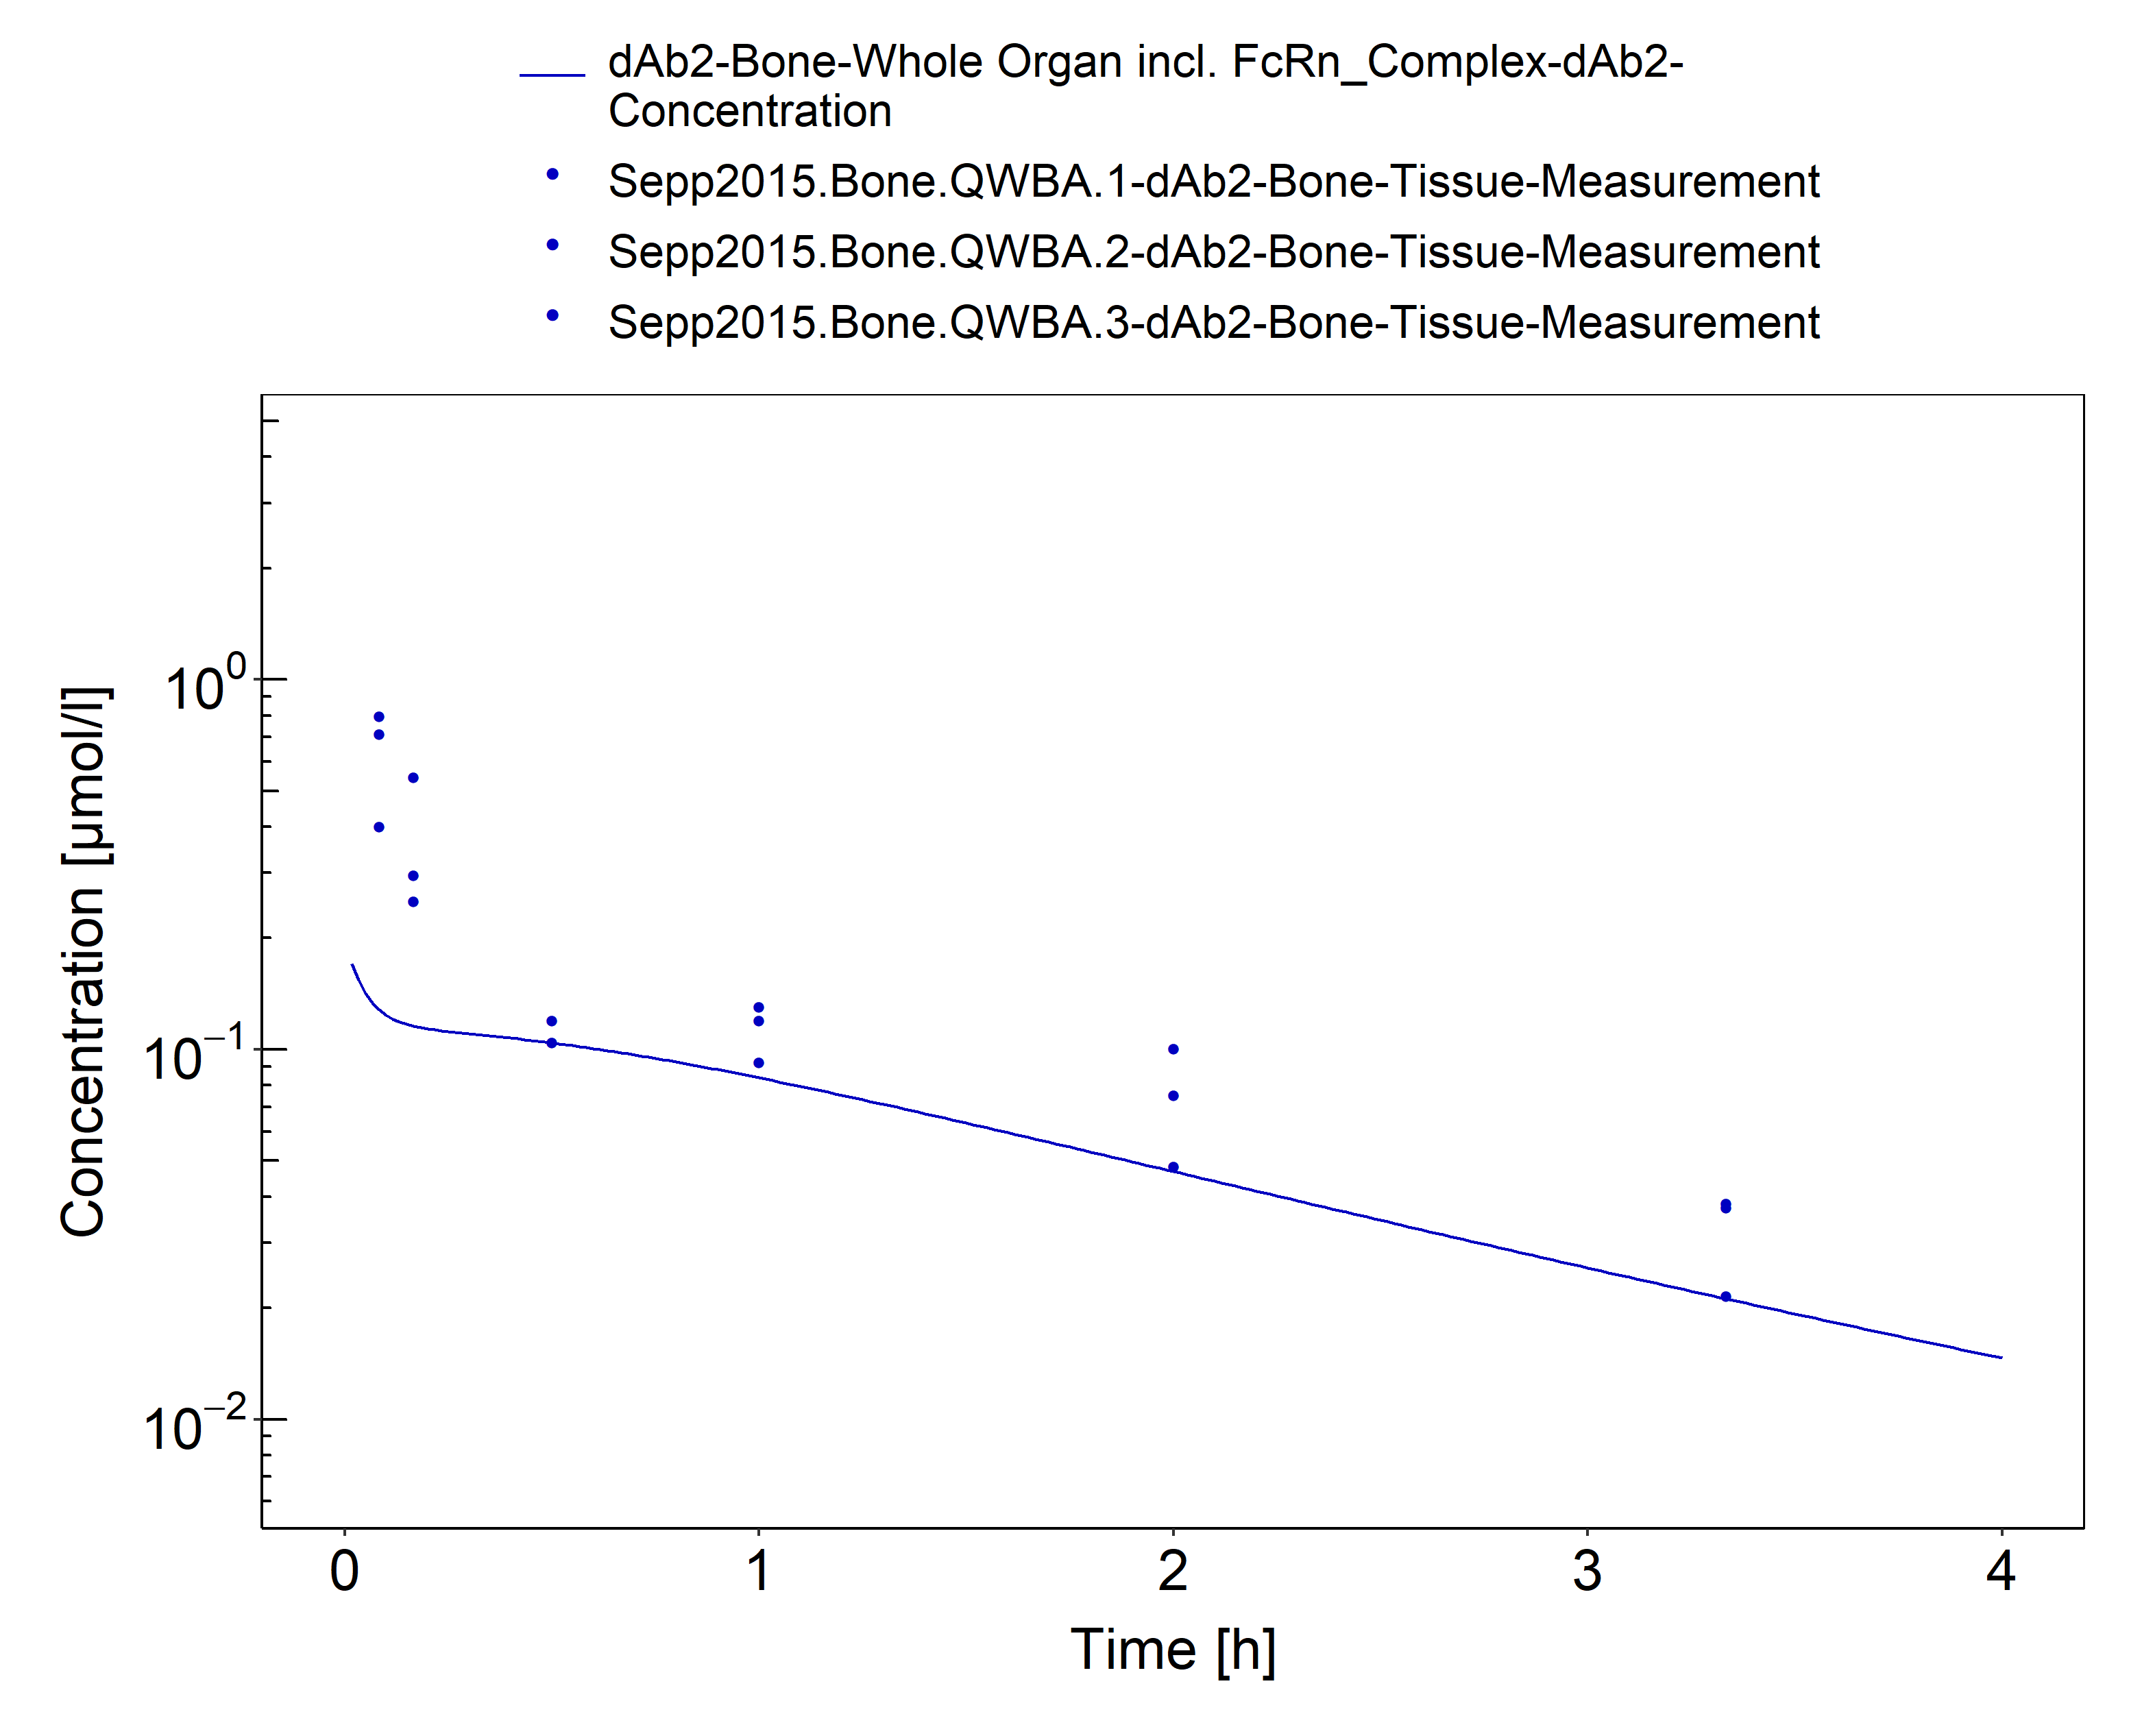 dAb2-Bone-Whole Organ incl. FcRn_Complex-dAb2-
Concentration
Sepp2015.Bone.QWBA.1-dAb2-Bone-Tissue-Measurement
Sepp2015.Bone.QWBA.2-dAb2-Bone-Tissue-Measurement
Sepp2015.Bone.QWBA.3-dAb2-Bone-Tissue-Measurement
Concentration [µmol/l]
10⁰
10⁻¹
10⁻²
0 1 2 3 4
Time [h]